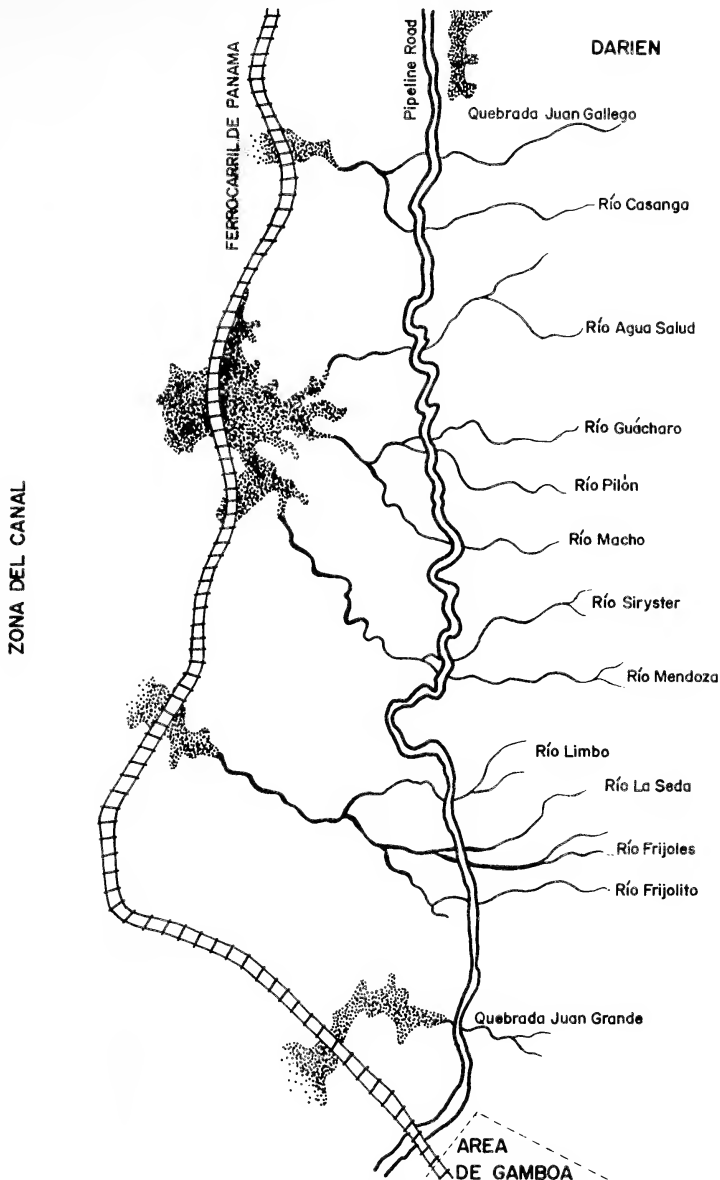 DARIEN
Pipeline Road
Quebrada Juan Gallego
FERROCARRIL DE PANAMA
Río Casanga
Río Agua Salud
Río Guácharo
Río Pilón
ZONA DEL CANAL
Río Macho
Río Siryster
Río Mendoza
Río Limbo
Río La Seda
Río Frijoles
Río Frijolito
Quebrada Juan Grande
AREA
DE GAMBOA